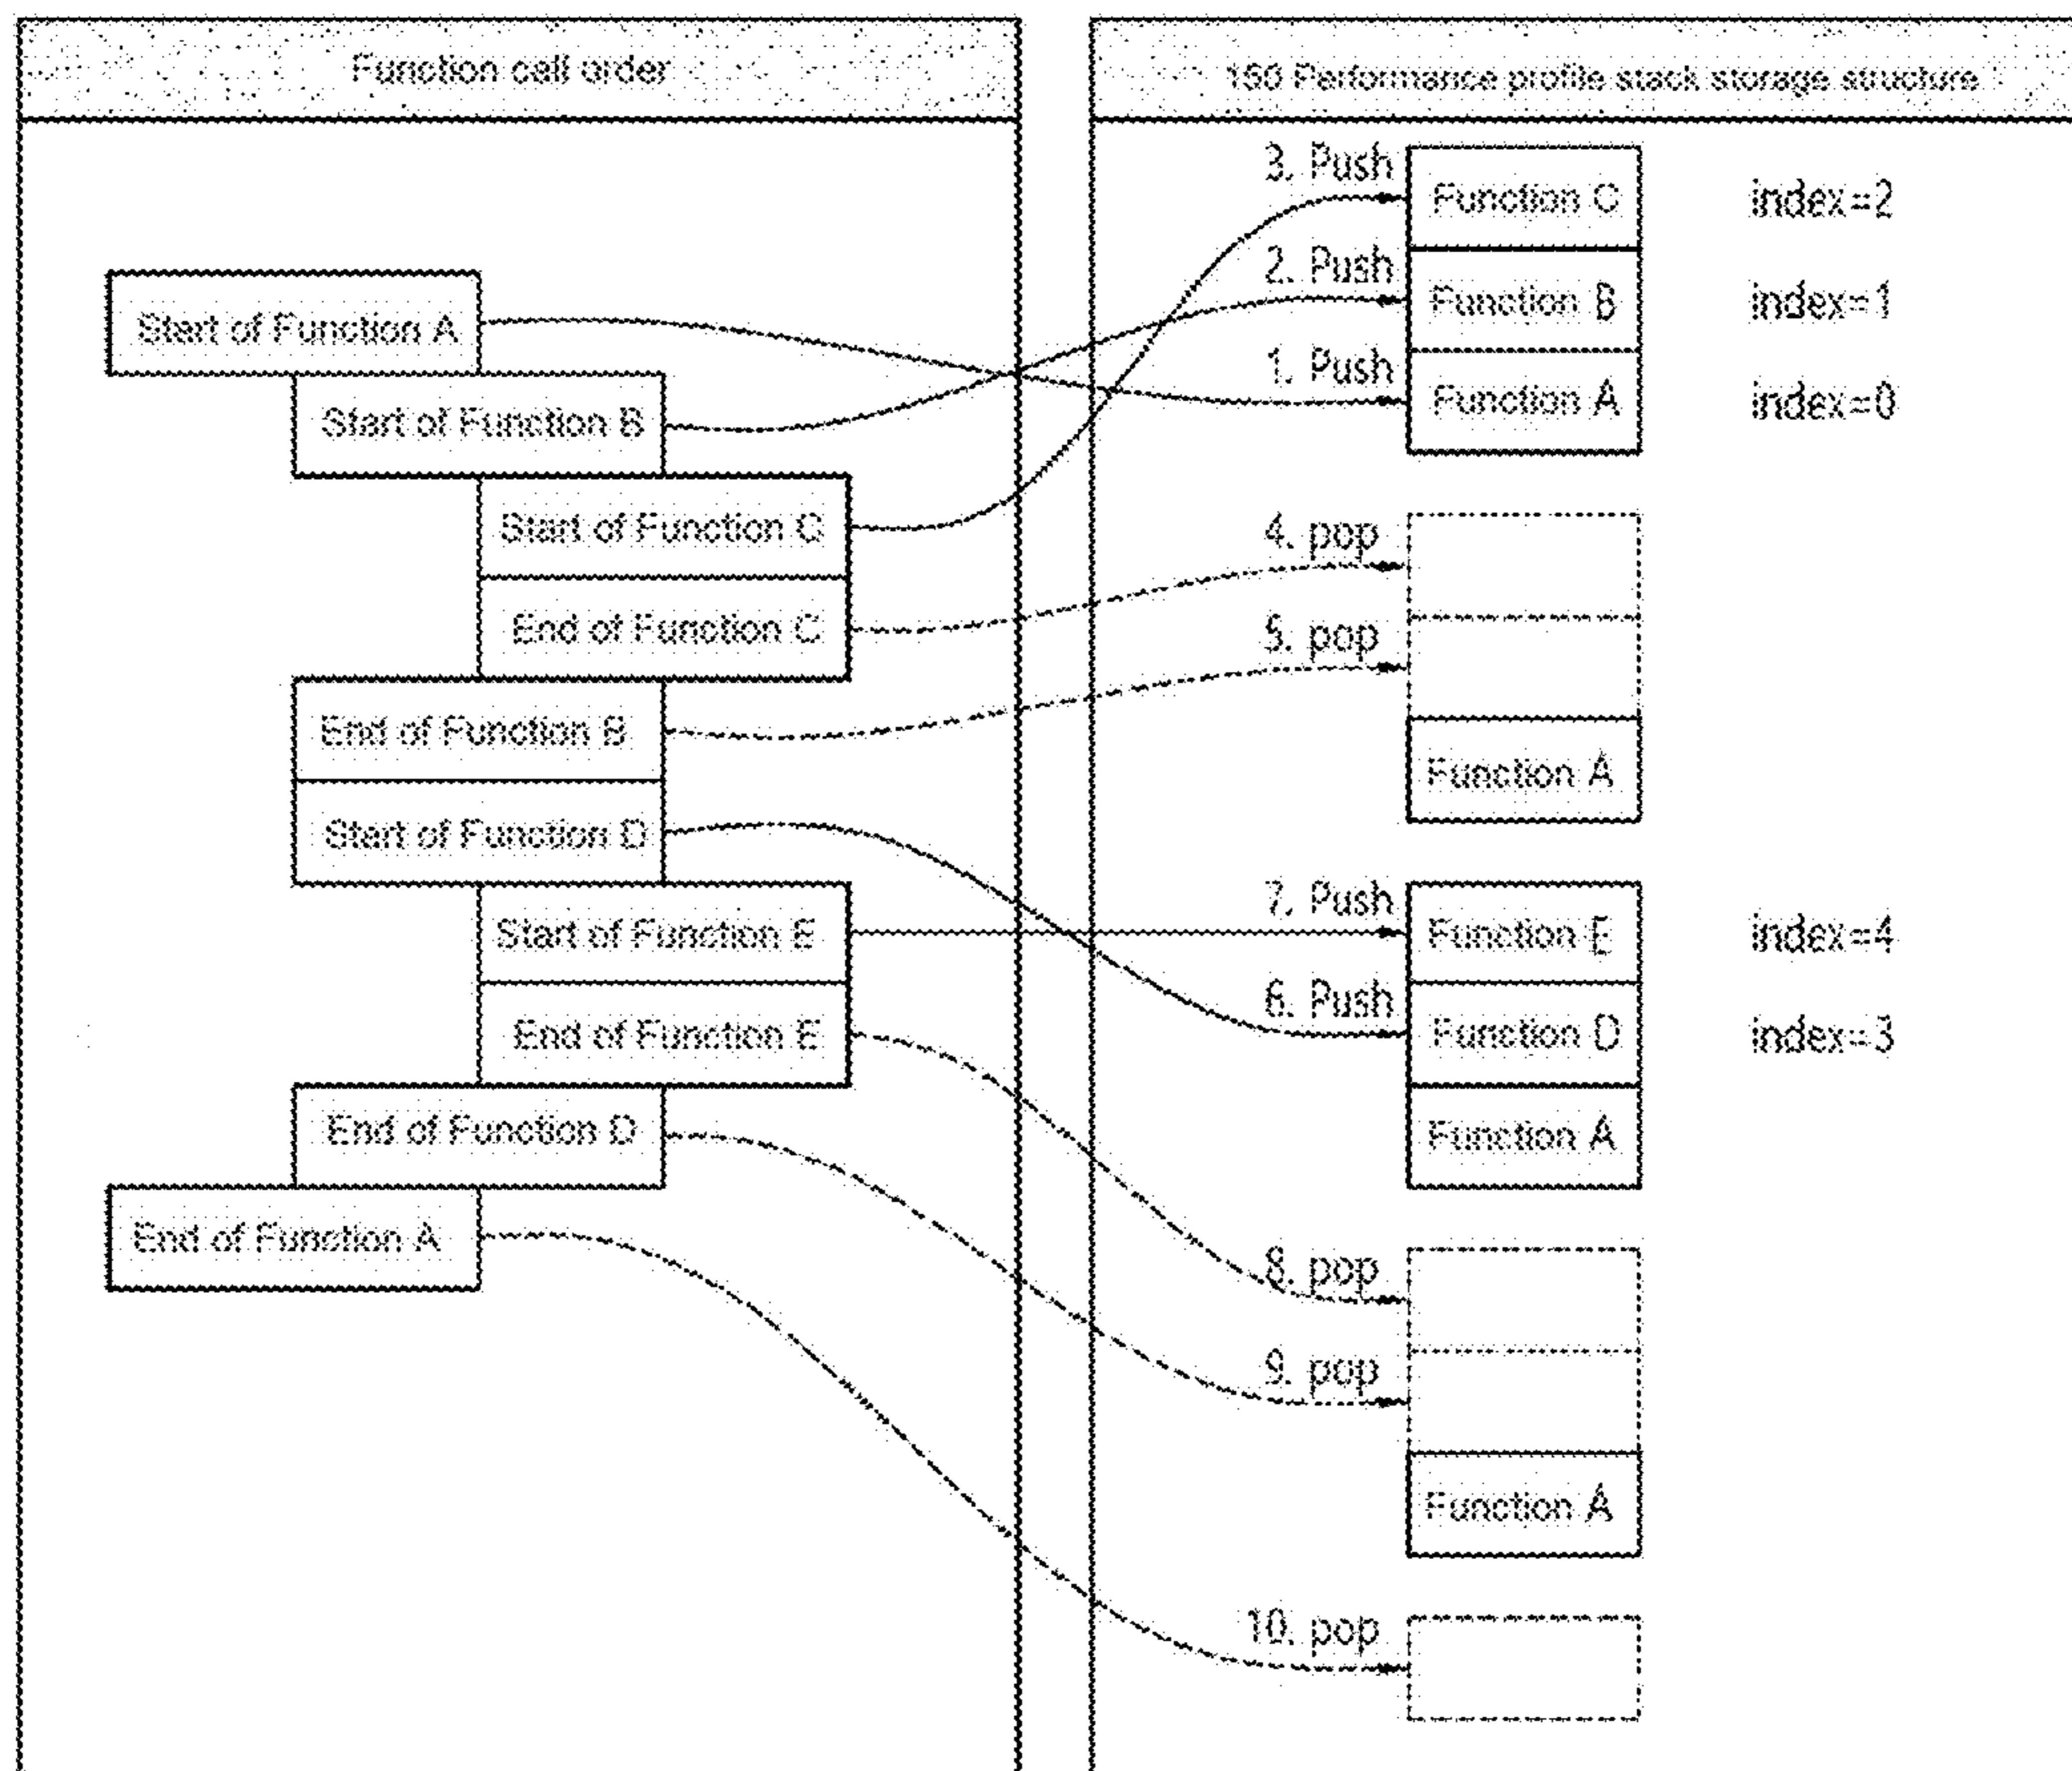 Function call order
Start of Function A
Start of Function B
Start of Function C
End of Function C
End of Function B
Start of Function D
Start of Function E
End of Function E
End of Function D
End of Function A
160 Performance profile stack storage structure
3. Push
Function C
index=2
2. Push
Function B
index=1
1. Push
Function A
index=0
4. pop
5. pop
Function A
7. Push
Function E
index=4
6. Push
Function D
index=3
Function A
8. pop
9. pop
Function A
10. pop